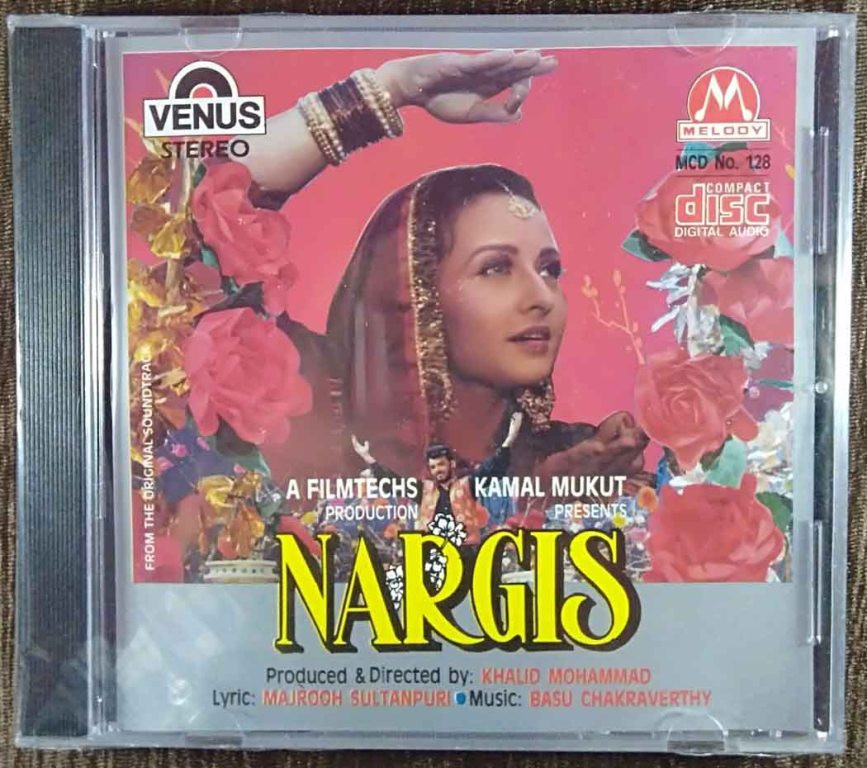 VENUS
STEREO
MELODY
MCD No. 128
COMPACT
disc
DIGITAL AUDIO
FROM THE ORIGINAL SOUNDTRACK
A FILMTECHS
PRODUCTION
KAMAL MUKUT
PRESENTS
NARGIS
Produced & Directed by: KHALID MOHAMMAD
Lyric: MAJROOH SULTANPURI • Music: BASU CHAKRAVERTHY